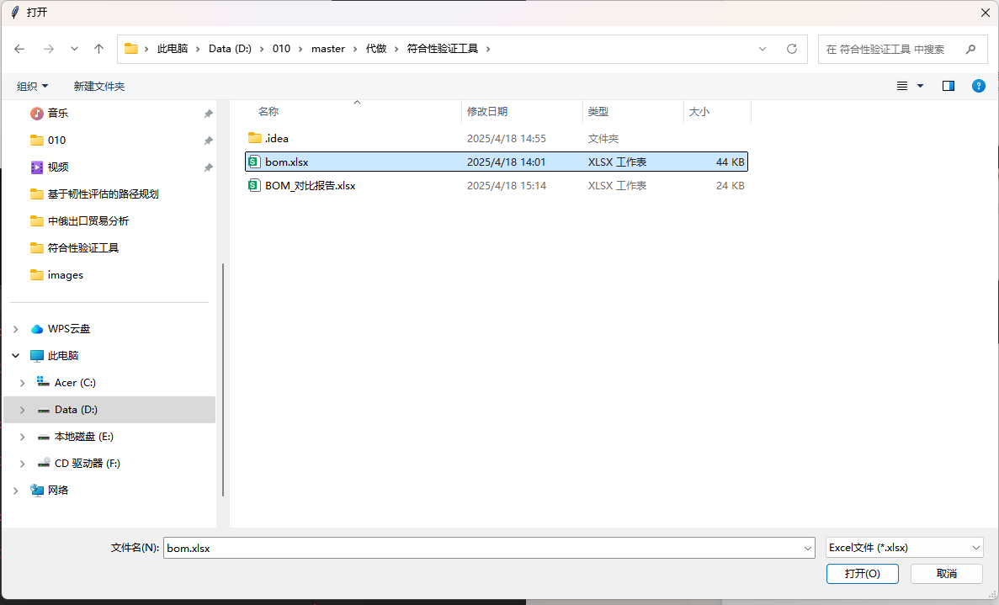 打开
此电脑 Data (D:) 010 master 代做 符合性验证工具
在 符合性验证工具 中搜索
组织 新建文件夹
音乐
010
视频
基于韧性评估的路径规划
中俄出口贸易分析
符合性验证工具
images
WPS云盘
此电脑
Acer (C:)
Data (D:)
本地磁盘 (E:)
CD 驱动器 (F:)
网络
名称 修改日期 类型 大小
.idea 2025/4/18 14:55 文件夹
bom.xlsx 2025/4/18 14:01 XLSX 工作表 44 KB
BOM_对比报告.xlsx 2025/4/18 15:14 XLSX 工作表 24 KB
文件名(N): bom.xlsx Excel文件 (*.xlsx)
打开(O) 取消